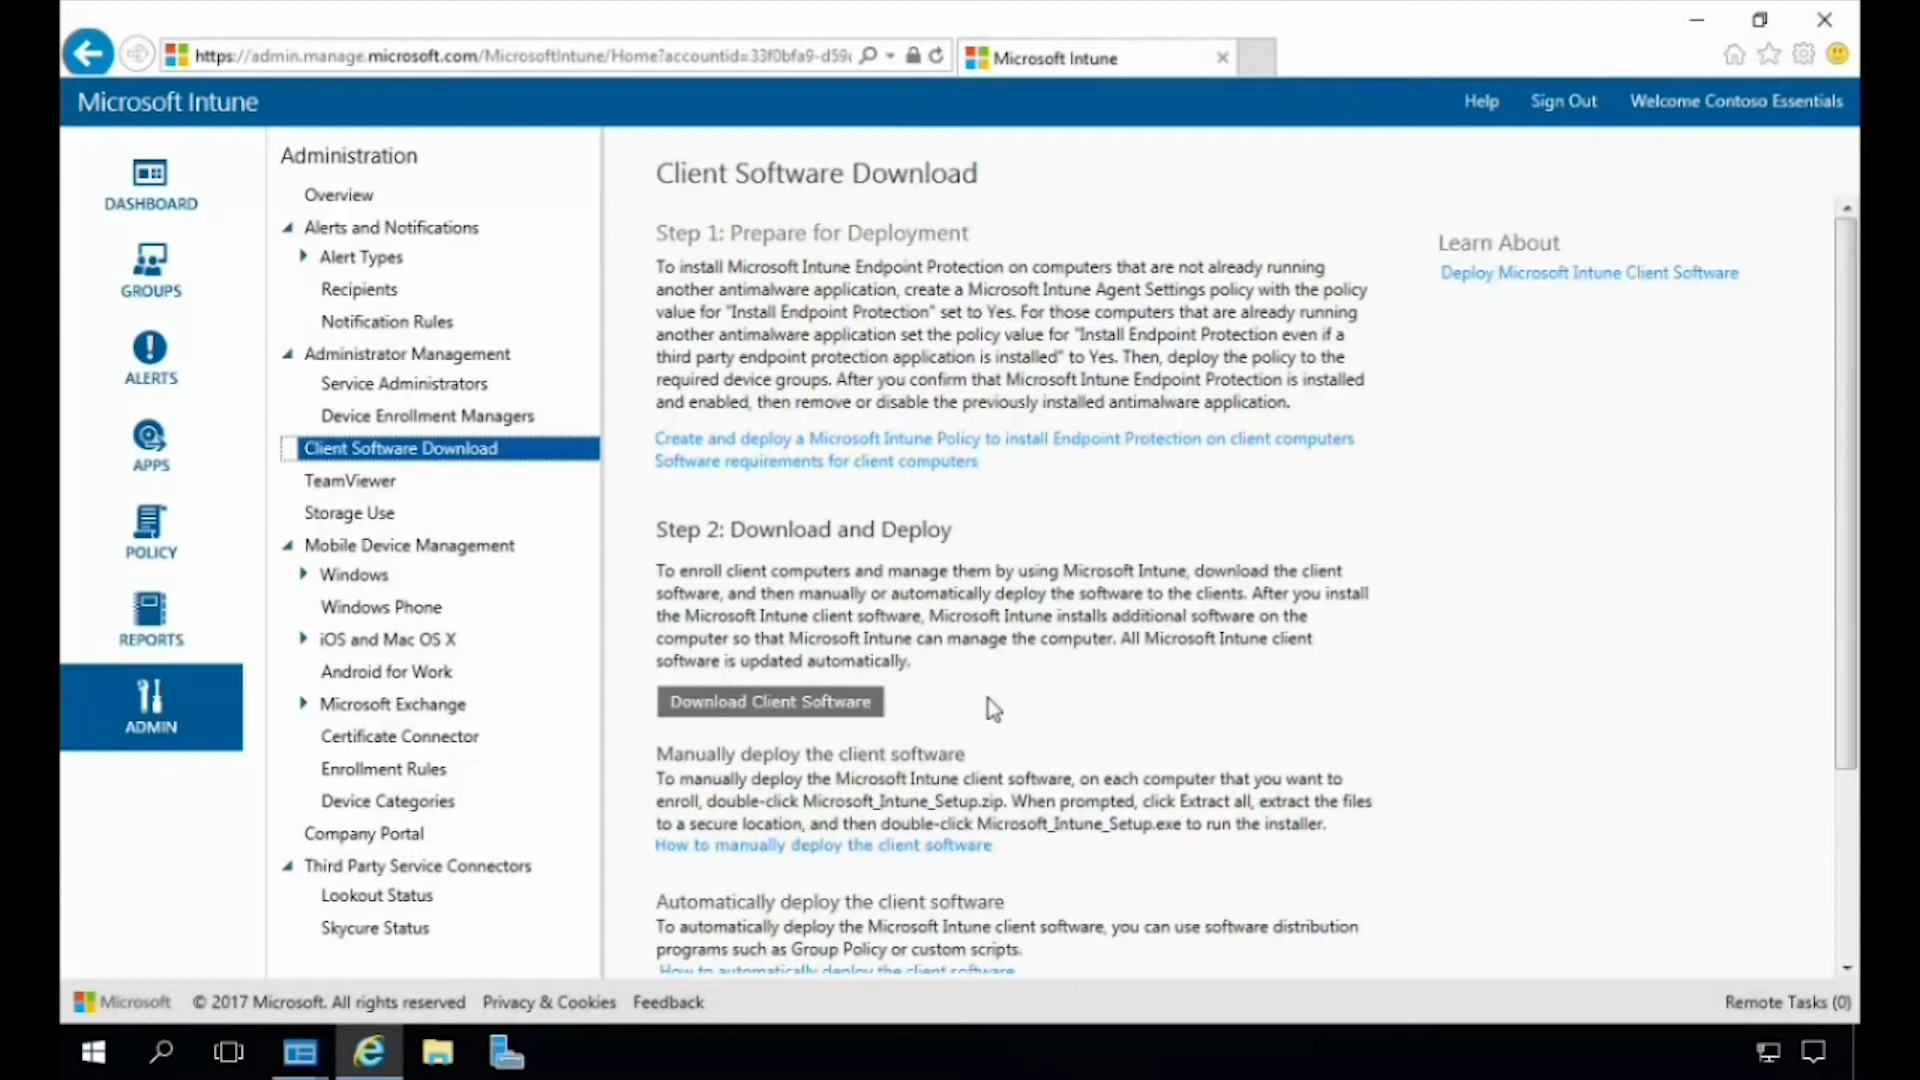 https://admin.manage.microsoft.com/MicrosoftIntune/Home?accountid=33f0bfa9-d59
Microsoft Intune
Microsoft Intune
Help
Sign Out
Welcome Contoso Essentials
DASHBOARD
GROUPS
ALERTS
APPS
POLICY
REPORTS
ADMIN
Administration
Overview
Alerts and Notifications
Alert Types
Recipients
Notification Rules
Administrator Management
Service Administrators
Device Enrollment Managers
Client Software Download
TeamViewer
Storage Use
Mobile Device Management
Windows
Windows Phone
iOS and Mac OS X
Android for Work
Microsoft Exchange
Certificate Connector
Enrollment Rules
Device Categories
Company Portal
Third Party Service Connectors
Lookout Status
Skycure Status
Client Software Download
Step 1: Prepare for Deployment
To install Microsoft Intune Endpoint Protection on computers that are not already running
another antimalware application, create a Microsoft Intune Agent Settings policy with the policy
value for "Install Endpoint Protection" set to Yes. For those computers that are already running
another antimalware application set the policy value for "Install Endpoint Protection even if a
third party endpoint protection application is installed" to Yes. Then, deploy the policy to the
required device groups. After you confirm that Microsoft Intune Endpoint Protection is installed
and enabled, then remove or disable the previously installed antimalware application.
Create and deploy a Microsoft Intune Policy to install Endpoint Protection on client computers
Software requirements for client computers
Step 2: Download and Deploy
To enroll client computers and manage them by using Microsoft Intune, download the client
software, and then manually or automatically deploy the software to the clients. After you install
the Microsoft Intune client software, Microsoft Intune installs additional software on the
computer so that Microsoft Intune can manage the computer. All Microsoft Intune client
software is updated automatically.
Download Client Software
Manually deploy the client software
To manually deploy the Microsoft Intune client software, on each computer that you want to
enroll, double-click Microsoft_Intune_Setup.zip. When prompted, click Extract all, extract the files
to a secure location, and then double-click Microsoft_Intune_Setup.exe to run the installer.
How to manually deploy the client software
Automatically deploy the client software
To automatically deploy the Microsoft Intune client software, you can use software distribution
programs such as Group Policy or custom scripts.
How to automatically deploy the client software
Learn About
Deploy Microsoft Intune Client Software
Microsoft
© 2017 Microsoft. All rights reserved
Privacy & Cookies
Feedback
Remote Tasks (0)